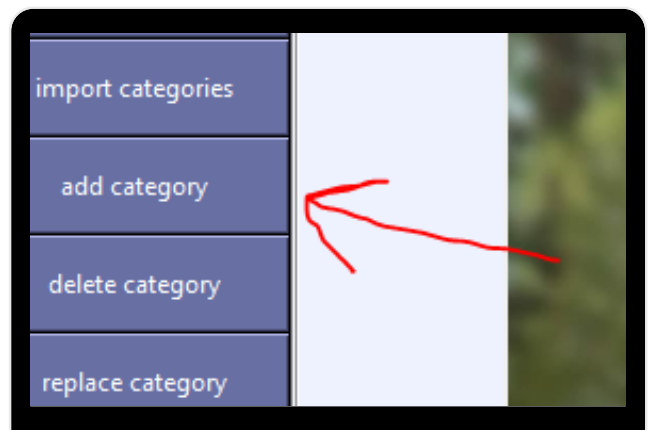 import categories
add category
delete category
replace category